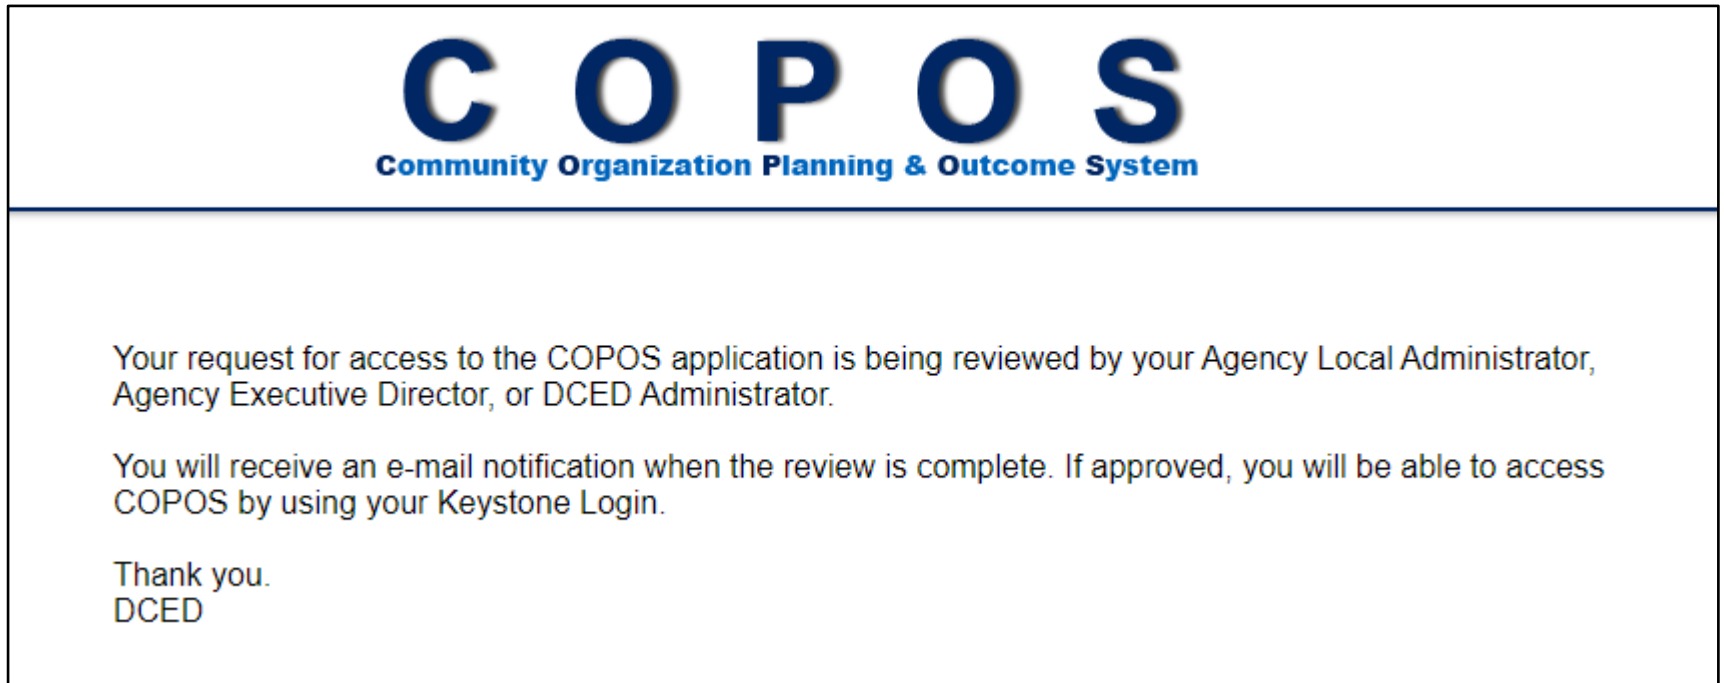 C O P O S
Community Organization Planning & Outcome System
Your request for access to the COPOS application is being reviewed by your Agency Local Administrator,
Agency Executive Director, or DCED Administrator.
You will receive an e-mail notification when the review is complete. If approved, you will be able to access
COPOS by using your Keystone Login.
Thank you.
DCED